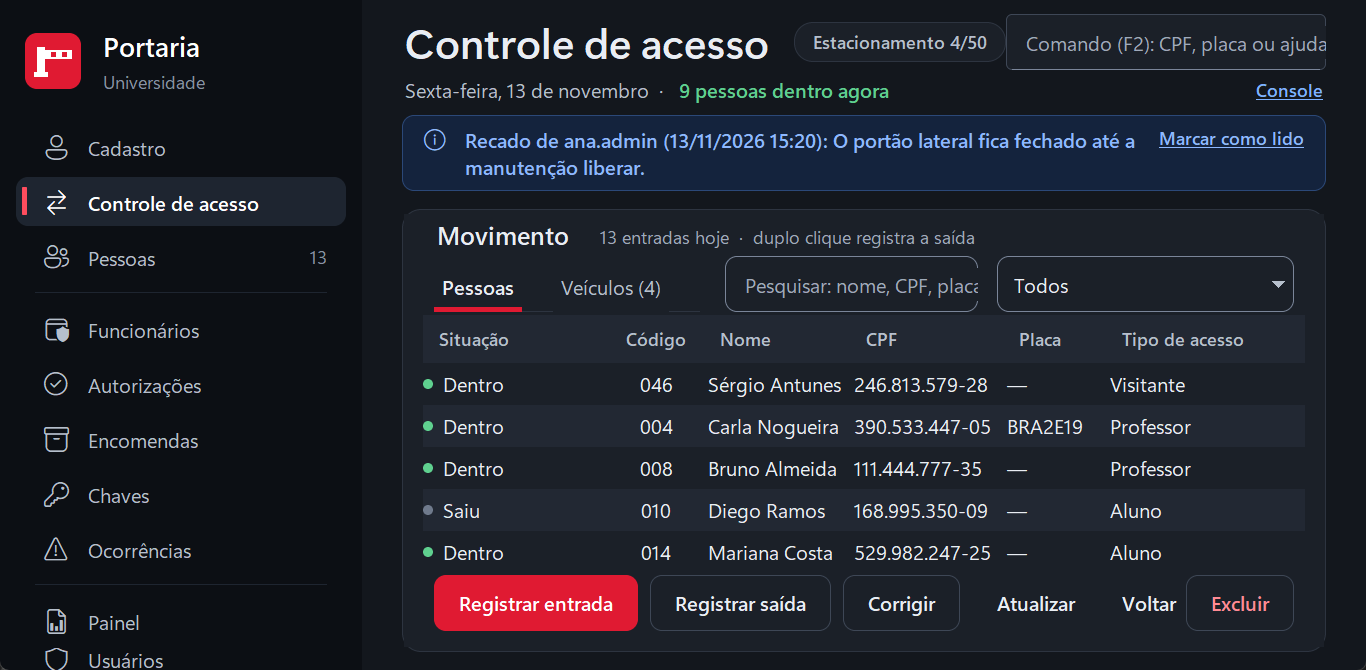 Portaria
Universidade
Cadastro
Controle de acesso
Pessoas 13
Funcionários
Autorizações
Encomendas
Chaves
Ocorrências
Painel
Usuários
Controle de acesso
Estacionamento 4/50
Comando (F2): CPF, placa ou ajuda
Sexta-feira, 13 de novembro · 9 pessoas dentro agora
Console
Recado de ana.admin (13/11/2026 15:20): O portão lateral fica fechado até a
manutenção liberar.
Marcar como lido
Movimento 13 entradas hoje · duplo clique registra a saída
Pessoas Veículos (4) Pesquisar: nome, CPF, placa Todos
Situação Código Nome CPF Placa Tipo de acesso
Dentro 046 Sérgio Antunes 246.813.579-28 — Visitante
Dentro 004 Carla Nogueira 390.533.447-05 BRA2E19 Professor
Dentro 008 Bruno Almeida 111.444.777-35 — Professor
Saiu 010 Diego Ramos 168.995.350-09 — Aluno
Dentro 014 Mariana Costa 529.982.247-25 — Aluno
Registrar entrada Registrar saída Corrigir Atualizar Voltar Excluir